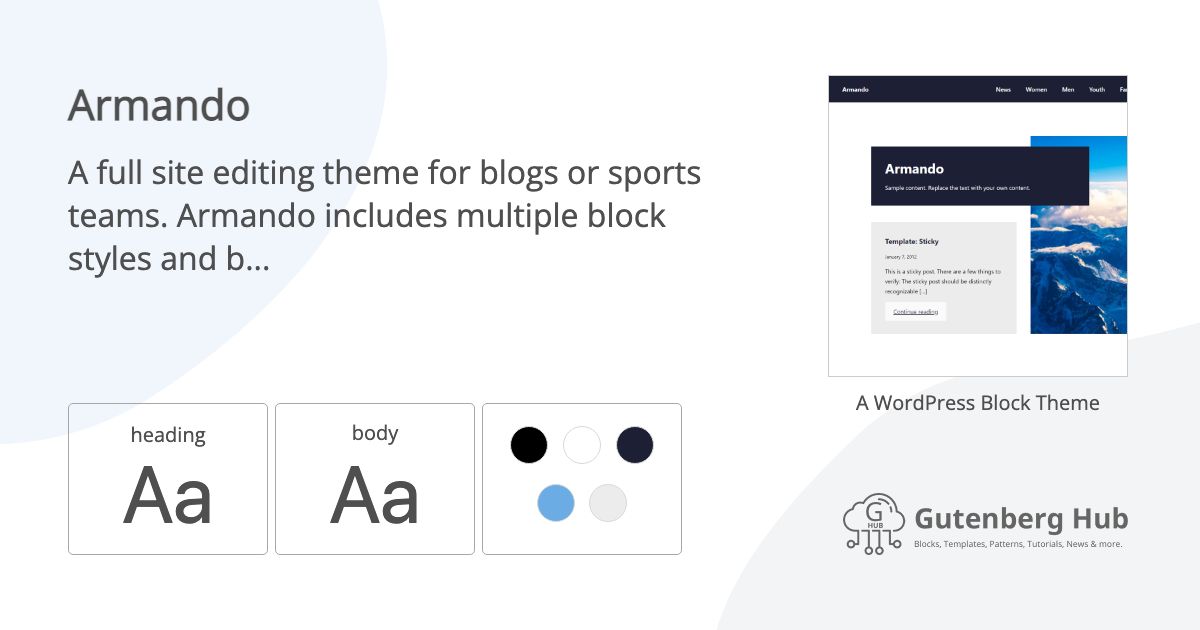 Armando
A full site editing theme for blogs or sports
teams. Armando includes multiple block
styles and b...
heading
Aa
body
Aa
Armando
News Women Men Youth Fa
Armando
Sample content. Replace the text with your own content.
Template: Sticky
January 7, 2012
This is a sticky post. There are a few things to
verify: The sticky post should be distinctly
recognizable [...]
Continue reading
A WordPress Block Theme
G
HUB
Gutenberg Hub
Blocks, Templates, Patterns, Tutorials, News & more.